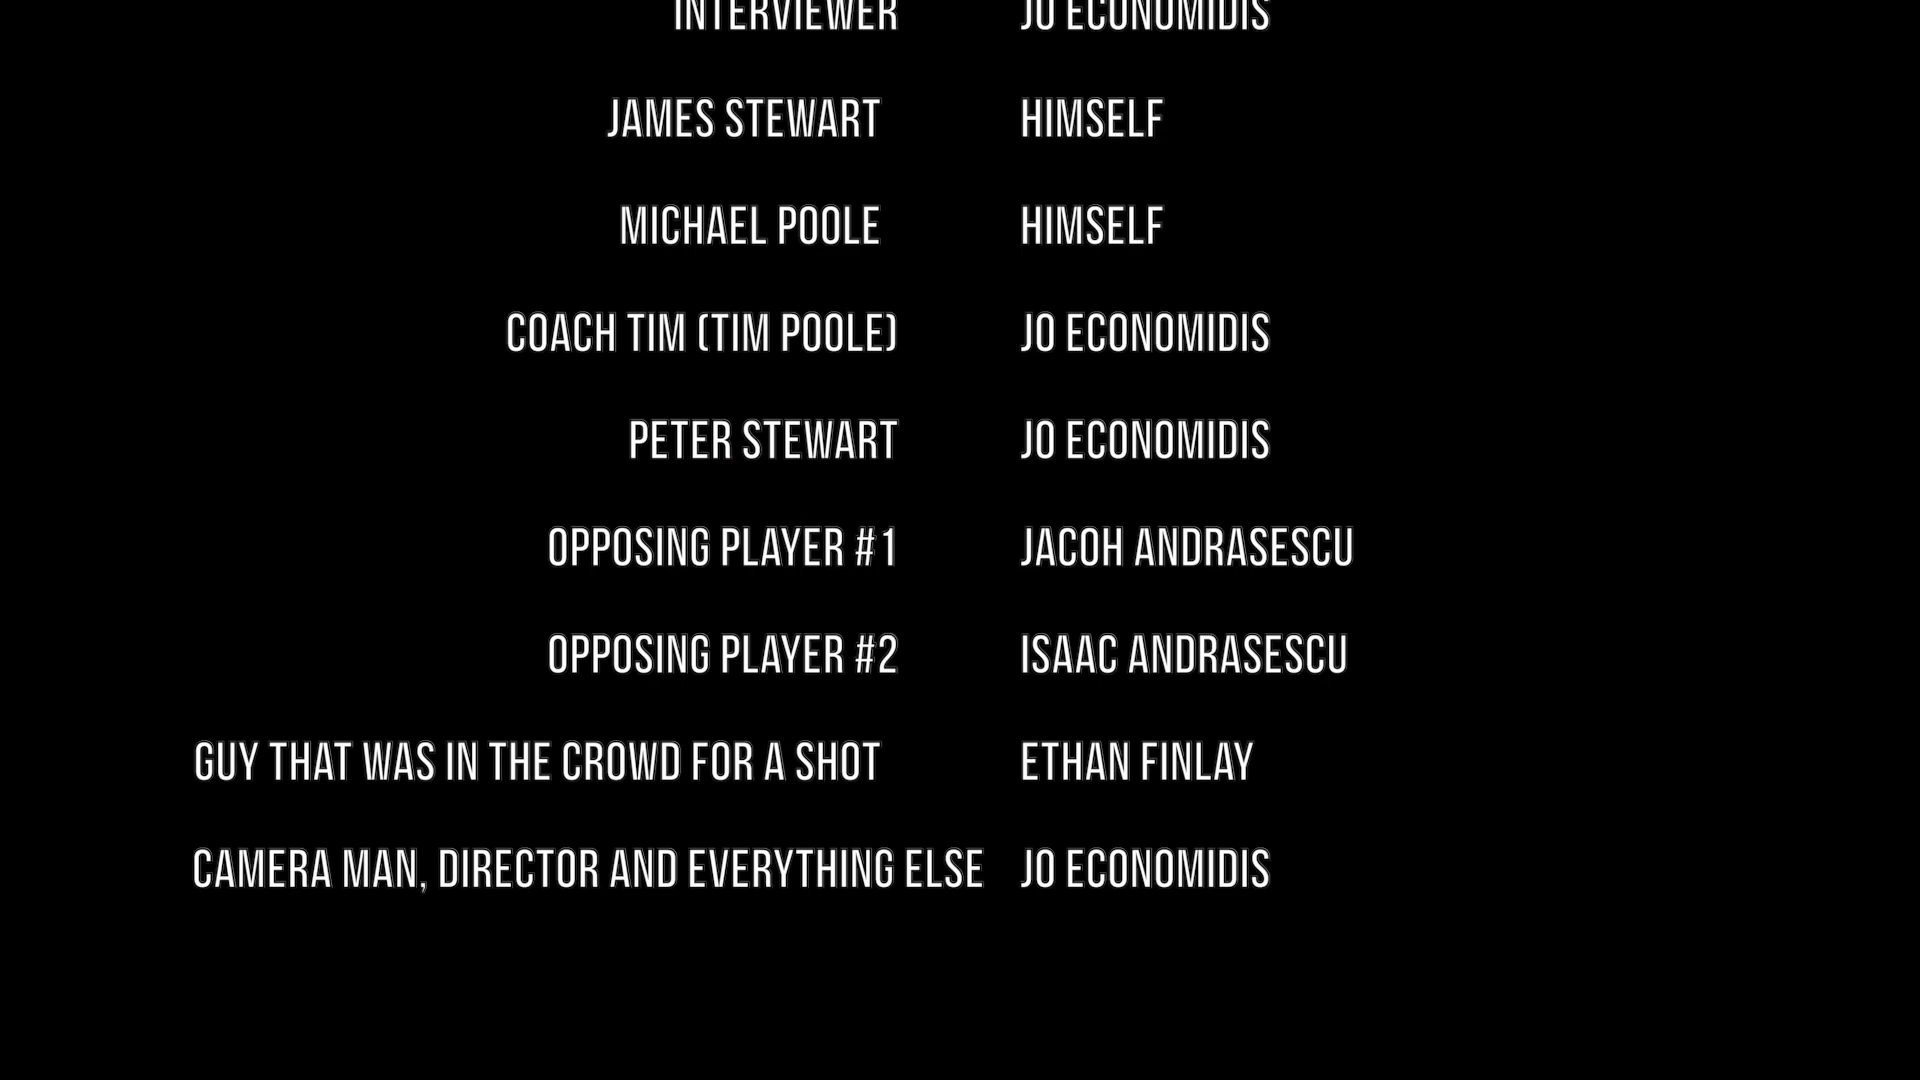 INTERVIEWER JO ECONOMIDIS
JAMES STEWART HIMSELF
MICHAEL POOLE HIMSELF
COACH TIM (TIM POOLE) JO ECONOMIDIS
PETER STEWART JO ECONOMIDIS
OPPOSING PLAYER #1 JACOH ANDRASESCU
OPPOSING PLAYER #2 ISAAC ANDRASESCU
GUY THAT WAS IN THE CROWD FOR A SHOT ETHAN FINLAY
CAMERA MAN, DIRECTOR AND EVERYTHING ELSE JO ECONOMIDIS